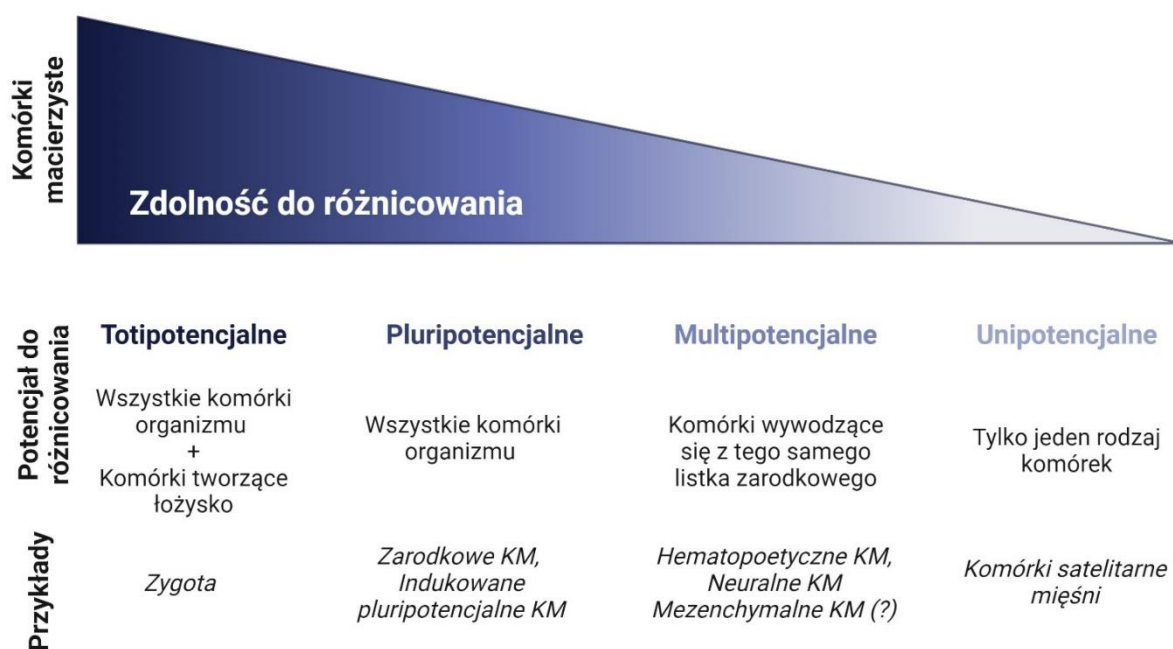 Komórki
macierzyste
Zdolność do różnicowania
Potencjał do
różnicowania
Totipotencjalne
Pluripotencjalne
Multipotencjalne
Unipotencjalne
Wszystkie komórki
organizmu
+
Komórki tworzące
łożysko
Wszystkie komórki
organizmu
Komórki wywodzące
się z tego samego
listka zarodkowego
Tylko jeden rodzaj
komórek
Przykłady
Zygota
Zarodkowe KM,
Indukowane
pluripotencjalne KM
Hematopoetyczne KM,
Neuralne KM
Mezenchymalne KM (?)
Komórki satelitarne
mięśni